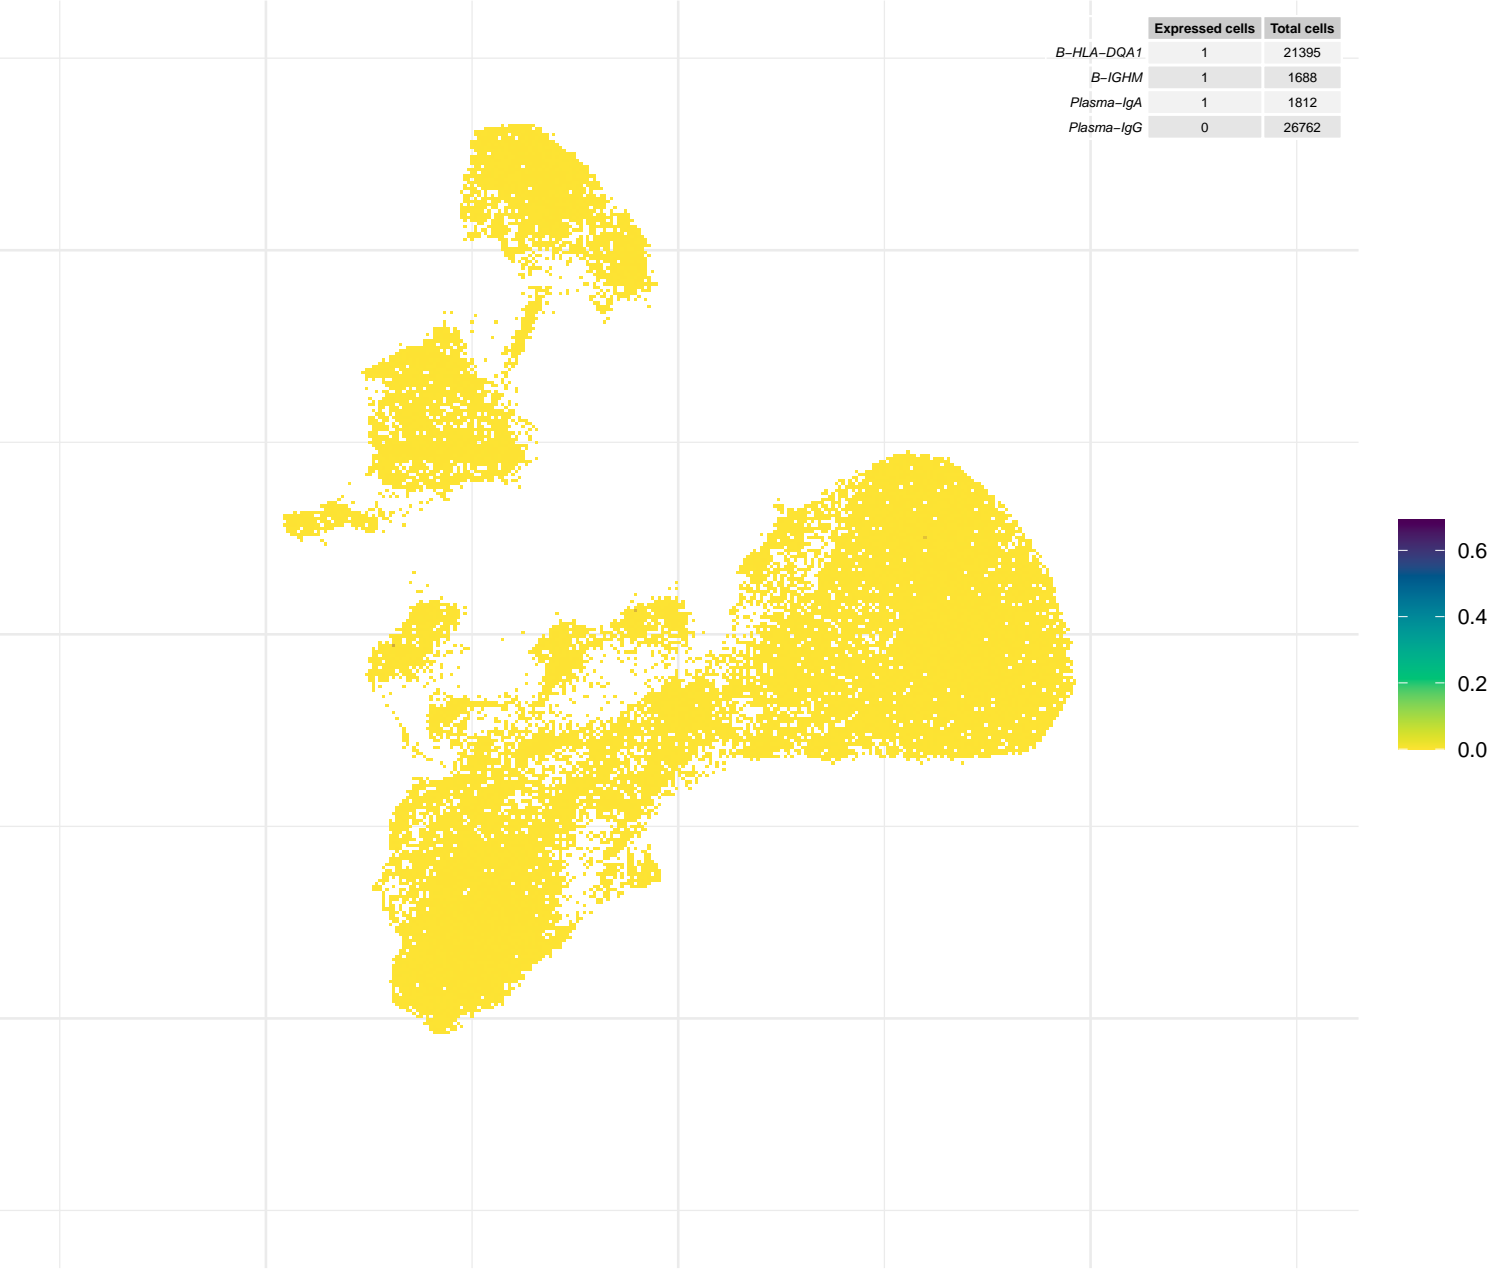 Expressed cells Total cells
B−HLA−DQA1 1 21395
B−IGHM 1 1688
Plasma−IgA 1 1812
Plasma−IgG 0 26762
0.6
0.4
0.2
0.0